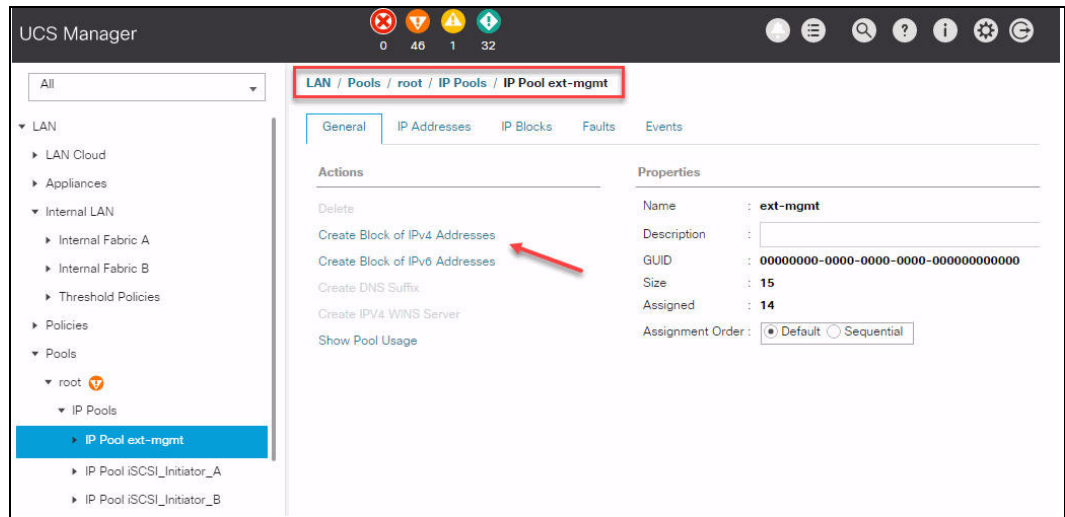 UCS Manager
0 46 1 32
All
LAN
LAN Cloud
Appliances
Internal LAN
Internal Fabric A
Internal Fabric B
Threshold Policies
Policies
Pools
root
IP Pools
IP Pool ext-mgmt
IP Pool iSCSI_Initiator_A
IP Pool iSCSI_Initiator_B
LAN / Pools / root / IP Pools / IP Pool ext-mgmt
General IP Addresses IP Blocks Faults Events
Actions
Delete
Create Block of IPv4 Addresses
Create Block of IPv6 Addresses
Create DNS Suffix
Create IPV4 WINS Server
Show Pool Usage
Properties
Name : ext-mgmt
Description :
GUID : 00000000-0000-0000-0000-000000000000
Size : 15
Assigned : 14
Assignment Order : Default Sequential